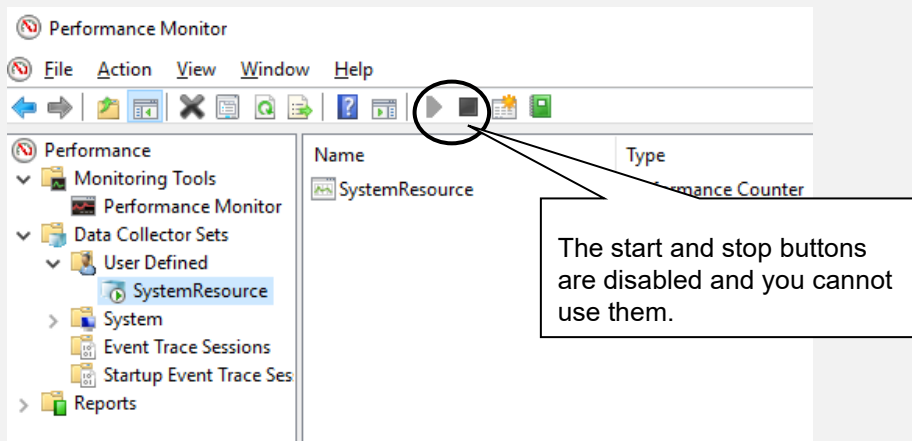 Performance Monitor
File Action View Window Help
Performance
Monitoring Tools
Performance Monitor
Data Collector Sets
User Defined
SystemResource
System
Event Trace Sessions
Startup Event Trace Ses
Reports
Name Type
SystemResource formance Counter
The start and stop buttons
are disabled and you cannot
use them.